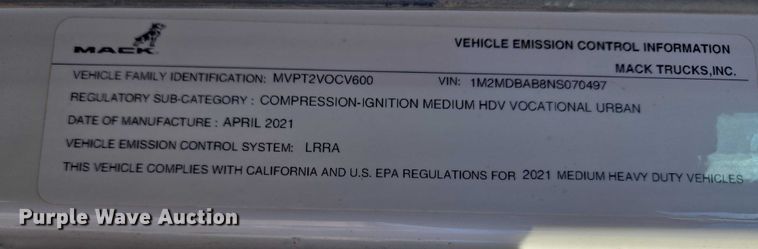 MACK
VEHICLE EMISSION CONTROL INFORMATION
MACK TRUCKS,INC.
VEHICLE FAMILY IDENTIFICATION: MVPT2VOCV600 VIN: 1M2MDBAB8NS070497
REGULATORY SUB-CATEGORY : COMPRESSION-IGNITION MEDIUM HDV VOCATIONAL URBAN
DATE OF MANUFACTURE : APRIL 2021
VEHICLE EMISSION CONTROL SYSTEM: LRRA
THIS VEHICLE COMPLIES WITH CALIFORNIA AND U.S. EPA REGULATIONS FOR 2021 MEDIUM HEAVY DUTY VEHICLES
Purple Wave Auction